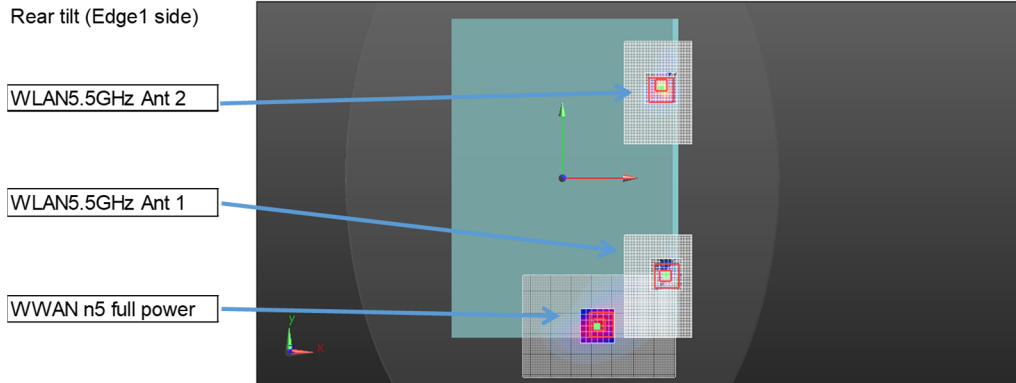 Rear tilt (Edge1 side)
WLAN5.5GHz Ant 2
WLAN5.5GHz Ant 1
WWAN n5 full power
y
x